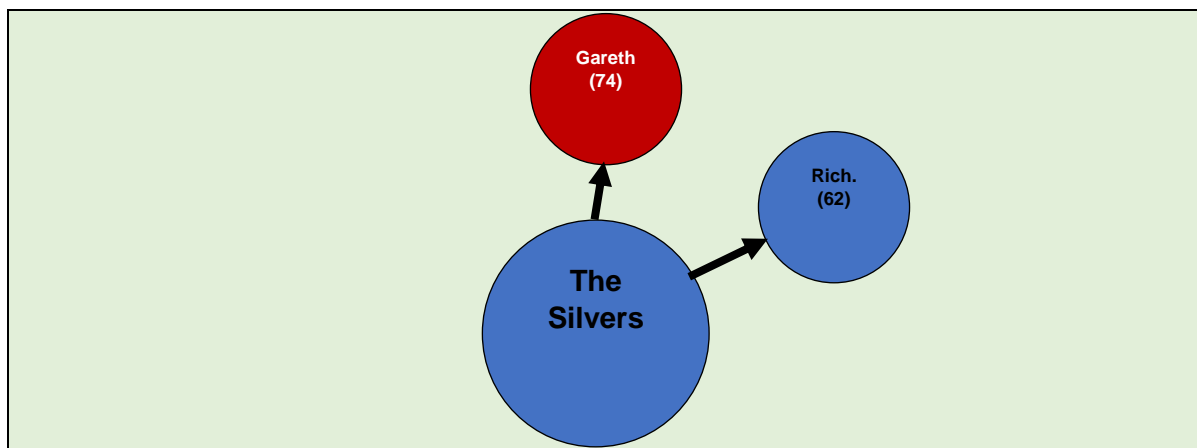 Gareth
(74)
Rich.
(62)
The
Silvers